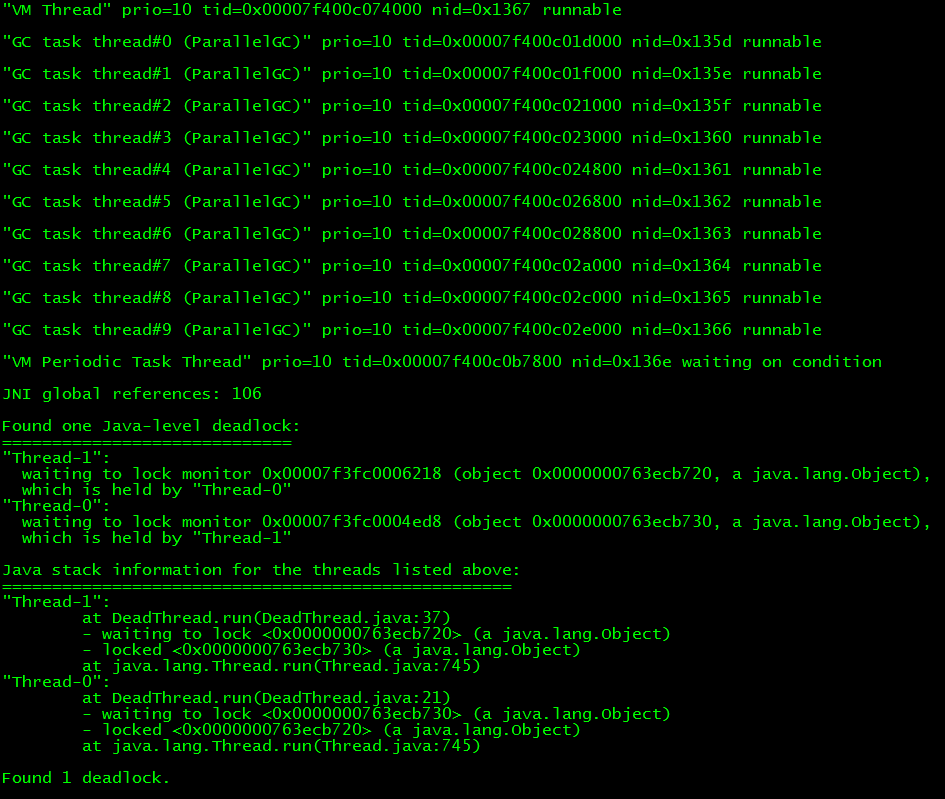 "VM Thread" prio=10 tid=0x00007f400c074000 nid=0x1367 runnable
"GC task thread#0 (ParallelGC)" prio=10 tid=0x00007f400c01d000 nid=0x135d runnable
"GC task thread#1 (ParallelGC)" prio=10 tid=0x00007f400c01f000 nid=0x135e runnable
"GC task thread#2 (ParallelGC)" prio=10 tid=0x00007f400c021000 nid=0x135f runnable
"GC task thread#3 (ParallelGC)" prio=10 tid=0x00007f400c023000 nid=0x1360 runnable
"GC task thread#4 (ParallelGC)" prio=10 tid=0x00007f400c024800 nid=0x1361 runnable
"GC task thread#5 (ParallelGC)" prio=10 tid=0x00007f400c026800 nid=0x1362 runnable
"GC task thread#6 (ParallelGC)" prio=10 tid=0x00007f400c028800 nid=0x1363 runnable
"GC task thread#7 (ParallelGC)" prio=10 tid=0x00007f400c02a000 nid=0x1364 runnable
"GC task thread#8 (ParallelGC)" prio=10 tid=0x00007f400c02c000 nid=0x1365 runnable
"GC task thread#9 (ParallelGC)" prio=10 tid=0x00007f400c02e000 nid=0x1366 runnable
"VM Periodic Task Thread" prio=10 tid=0x00007f400c0b7800 nid=0x136e waiting on condition
JNI global references: 106
Found one Java-level deadlock:
=============================
"Thread-1":
  waiting to lock monitor 0x00007f3fc0006218 (object 0x0000000763ecb720, a java.lang.Object),
  which is held by "Thread-0"
"Thread-0":
  waiting to lock monitor 0x00007f3fc0004ed8 (object 0x0000000763ecb730, a java.lang.Object),
  which is held by "Thread-1"
Java stack information for the threads listed above:
===================================================
"Thread-1":
        at DeadThread.run(DeadThread.java:37)
        - waiting to lock <0x0000000763ecb720> (a java.lang.Object)
        - locked <0x0000000763ecb730> (a java.lang.Object)
        at java.lang.Thread.run(Thread.java:745)
"Thread-0":
        at DeadThread.run(DeadThread.java:21)
        - waiting to lock <0x0000000763ecb730> (a java.lang.Object)
        - locked <0x0000000763ecb720> (a java.lang.Object)
        at java.lang.Thread.run(Thread.java:745)
Found 1 deadlock.